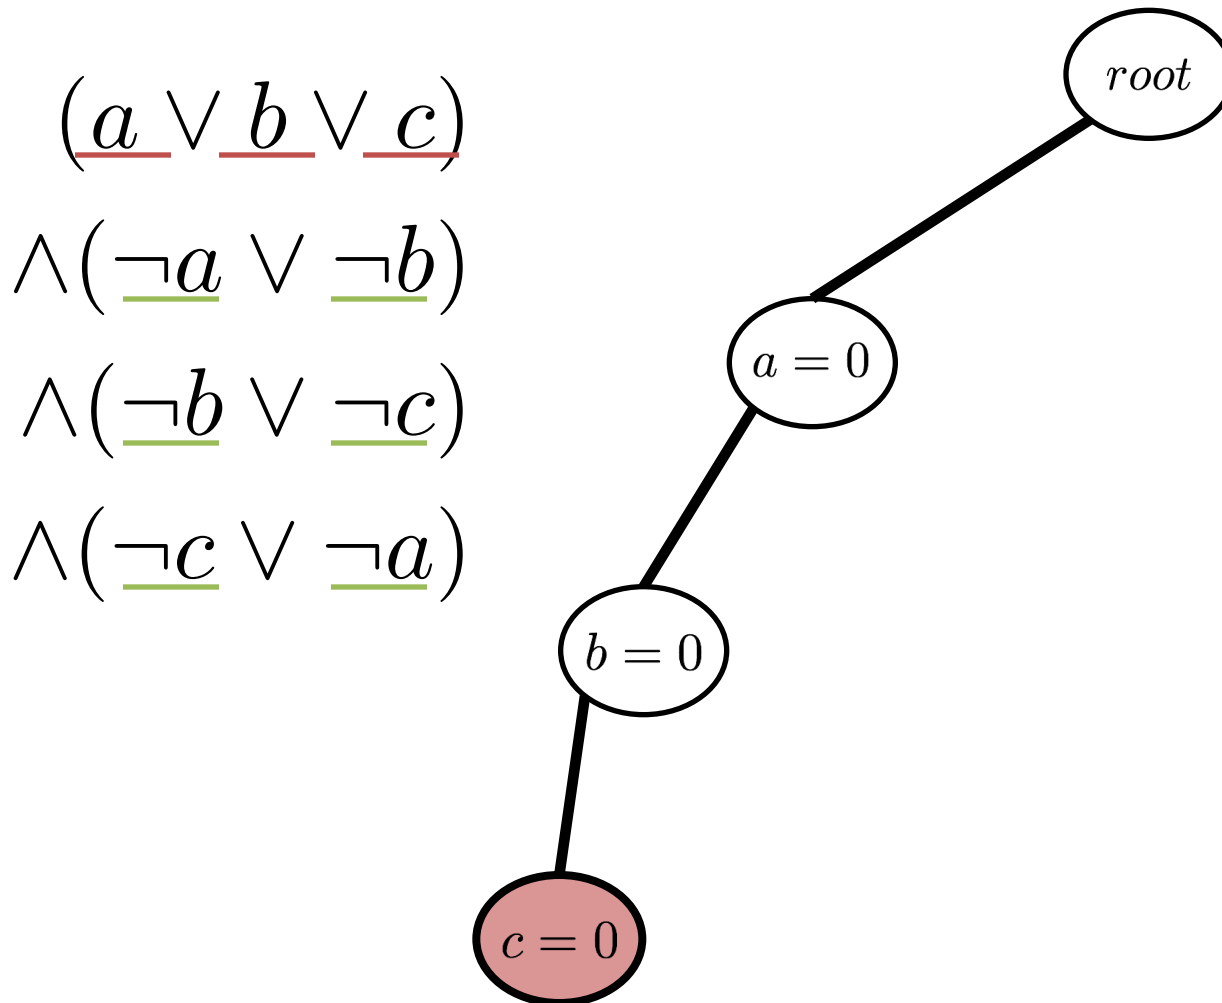 (a ∨ b ∨ c)
∧(¬a ∨ ¬b)
∧(¬b ∨ ¬c)
∧(¬c ∨ ¬a)
root
a = 0
b = 0
c = 0